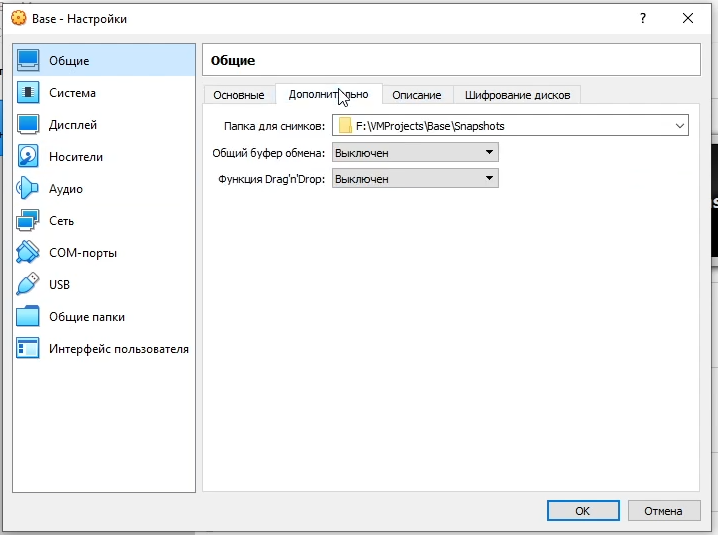 Base - Настройки
?
Общие
Система
Дисплей
Носители
Аудио
Сеть
COM-порты
USB
Общие папки
Интерфейс пользователя
Общие
Основные Дополнительно Описание Шифрование дисков
Папка для снимков: F:\VMProjects\Base\Snapshots
Общий буфер обмена: Выключен
Функция Drag'n'Drop: Выключен
OK Отмена